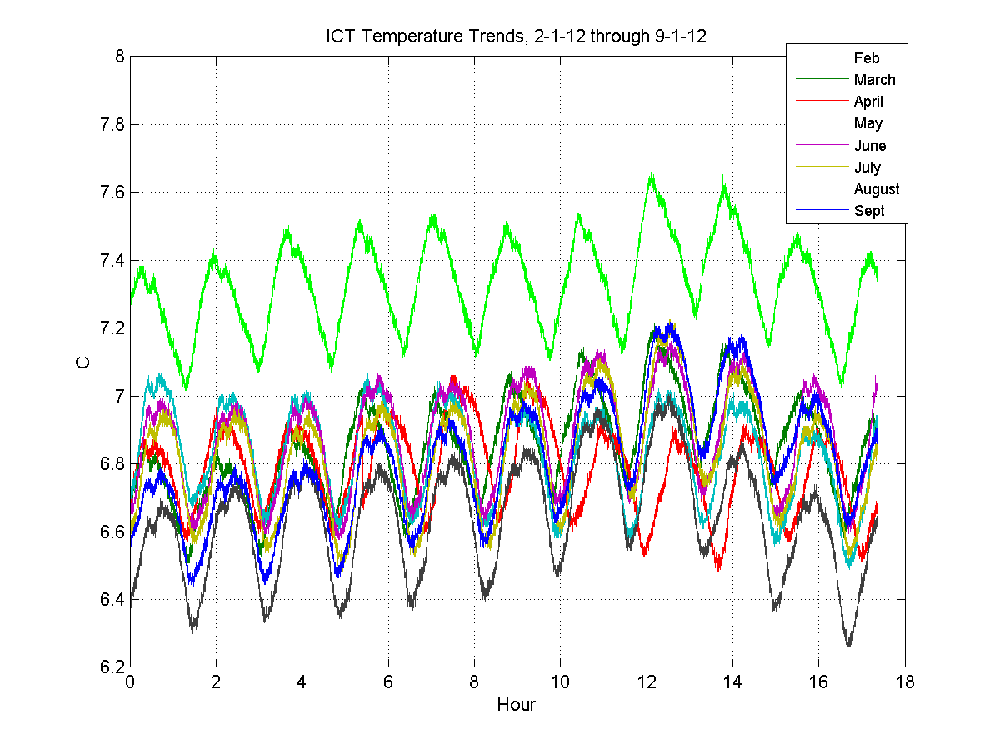 ICT Temperature Trends, 2-1-12 through 9-1-12
Feb
March
April
May
June
July
August
Sept
8
7.8
7.6
7.4
7.2
7
6.8
6.6
6.4
6.2
C
0 2 4 6 8 10 12 14 16 18
Hour